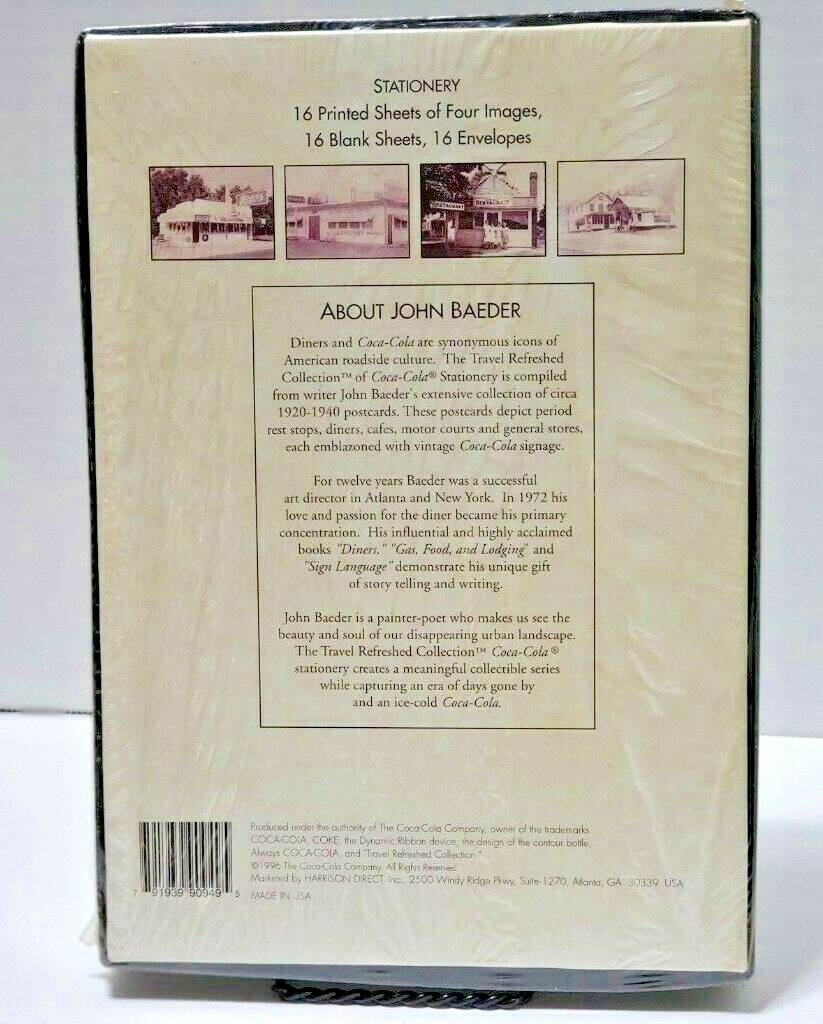 STATIONERY
16 Printed Sheets of Four Images,
16 Blank Sheets, 16 Envelopes
RESTAURANT
RESTAURANT
ABOUT JOHN BAEDER
Diners and Coca-Cola are synonymous icons of
American roadside culture. The Travel Refreshed
Collection™ of Coca-Cola® Stationery is compiled
from writer John Baeder's extensive collection of circa
1920-1940 postcards. These postcards depict period
rest stops, diners, cafes, motor courts and general stores,
each emblazoned with vintage Coca-Cola signage.
For twelve years Baeder was a successful
art director in Atlanta and New York. In 1972 his
love and passion for the diner became his primary
concentration. His influential and highly acclaimed
books "Diners," "Gas, Food, and Lodging" and
"Sign Language" demonstrate his unique gift
of story telling and writing.
John Baeder is a painter-poet who makes us see the
beauty and soul of our disappearing urban landscape.
The Travel Refreshed Collection™ Coca-Cola®
stationery creates a meaningful collectible series
while capturing an era of days gone by
and an ice-cold Coca-Cola.
Produced under the authority of The Coca-Cola Company, owner of the trademarks
COCA-COLA, COKE, the Dynamic Ribbon device, the design of the contour bottle,
Always COCA-COLA, and "Travel Refreshed Collection."
©1996 The Coca-Cola Company. All Rights Reserved.
Marketed by HARRISON DIRECT, Inc., 2500 Windy Ridge Pkwy, Suite 1270, Atlanta, GA 30339 USA
MADE IN USA
7 91939 90949 5